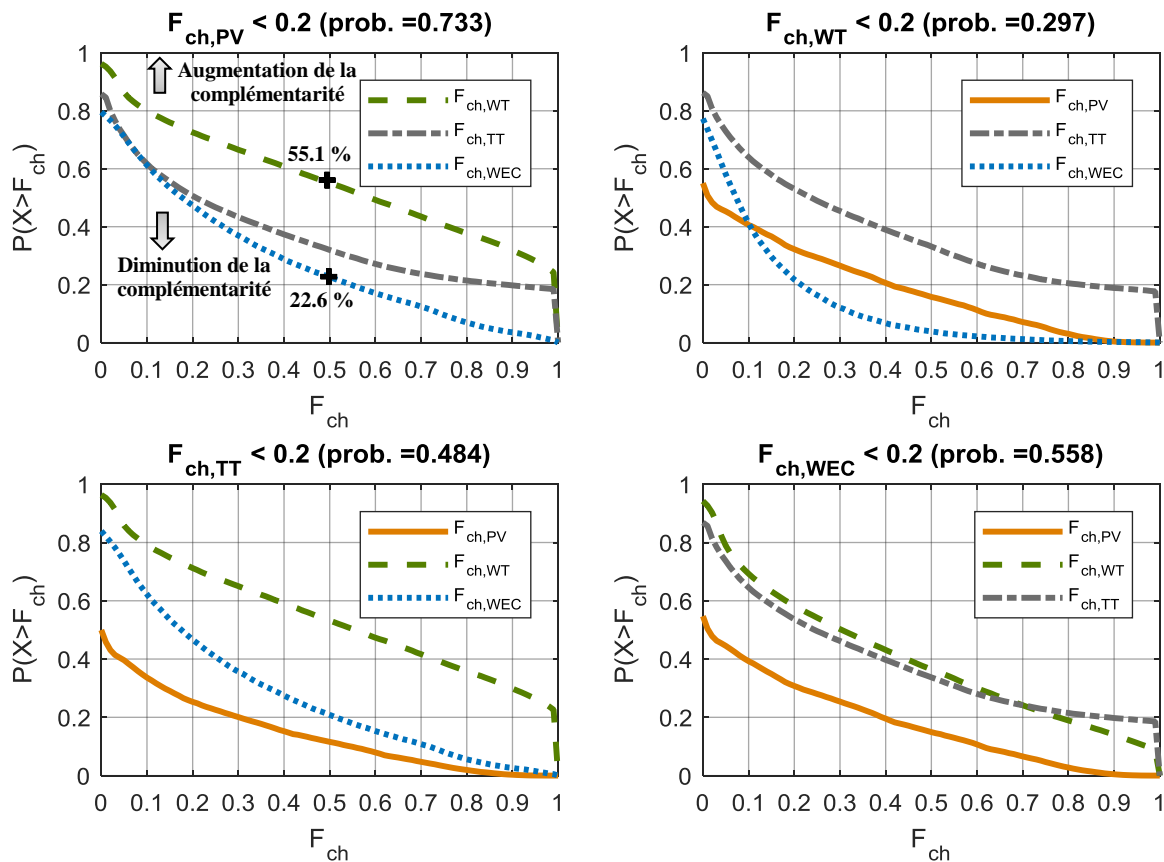 F_ch,PV < 0.2 (prob. =0.733)
Augmentation de la
complémentarité
F_ch,WT
F_ch,TT
F_ch,WEC
55.1 %
Diminution de la
complémentarité
22.6 %
P(X>F_ch)
1
0.8
0.6
0.4
0.2
0
0 0.1 0.2 0.3 0.4 0.5 0.6 0.7 0.8 0.9 1
F_ch
F_ch,WT < 0.2 (prob. =0.297)
F_ch,PV
F_ch,TT
F_ch,WEC
P(X>F_ch)
1
0.8
0.6
0.4
0.2
0
0 0.1 0.2 0.3 0.4 0.5 0.6 0.7 0.8 0.9 1
F_ch
F_ch,TT < 0.2 (prob. =0.484)
F_ch,PV
F_ch,WT
F_ch,WEC
P(X>F_ch)
1
0.8
0.6
0.4
0.2
0
0 0.1 0.2 0.3 0.4 0.5 0.6 0.7 0.8 0.9 1
F_ch
F_ch,WEC < 0.2 (prob. =0.558)
F_ch,PV
F_ch,WT
F_ch,TT
P(X>F_ch)
1
0.8
0.6
0.4
0.2
0
0 0.1 0.2 0.3 0.4 0.5 0.6 0.7 0.8 0.9 1
F_ch